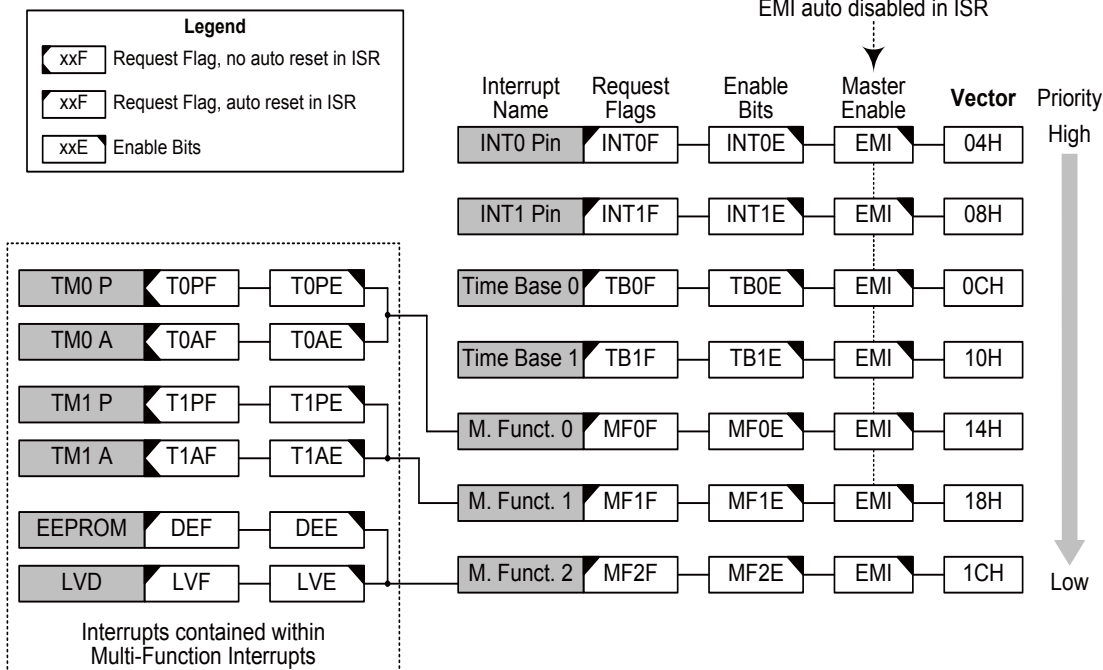 EMI auto disabled in ISR
Legend
xxF Request Flag, no auto reset in ISR
xxF Request Flag, auto reset in ISR
xxE Enable Bits
Interrupt Name Request Flags Enable Bits Master Enable Vector Priority
High
INT0 Pin INT0F INT0E EMI 04H
INT1 Pin INT1F INT1E EMI 08H
TM0 P T0PF T0PE
Time Base 0 TB0F TB0E EMI 0CH
TM0 A T0AF T0AE
Time Base 1 TB1F TB1E EMI 10H
TM1 P T1PF T1PE
M. Funct. 0 MF0F MF0E EMI 14H
TM1 A T1AF T1AE
M. Funct. 1 MF1F MF1E EMI 18H
EEPROM DEF DEE
M. Funct. 2 MF2F MF2E EMI 1CH
LVD LVF LVE
Low
Interrupts contained within
Multi-Function Interrupts